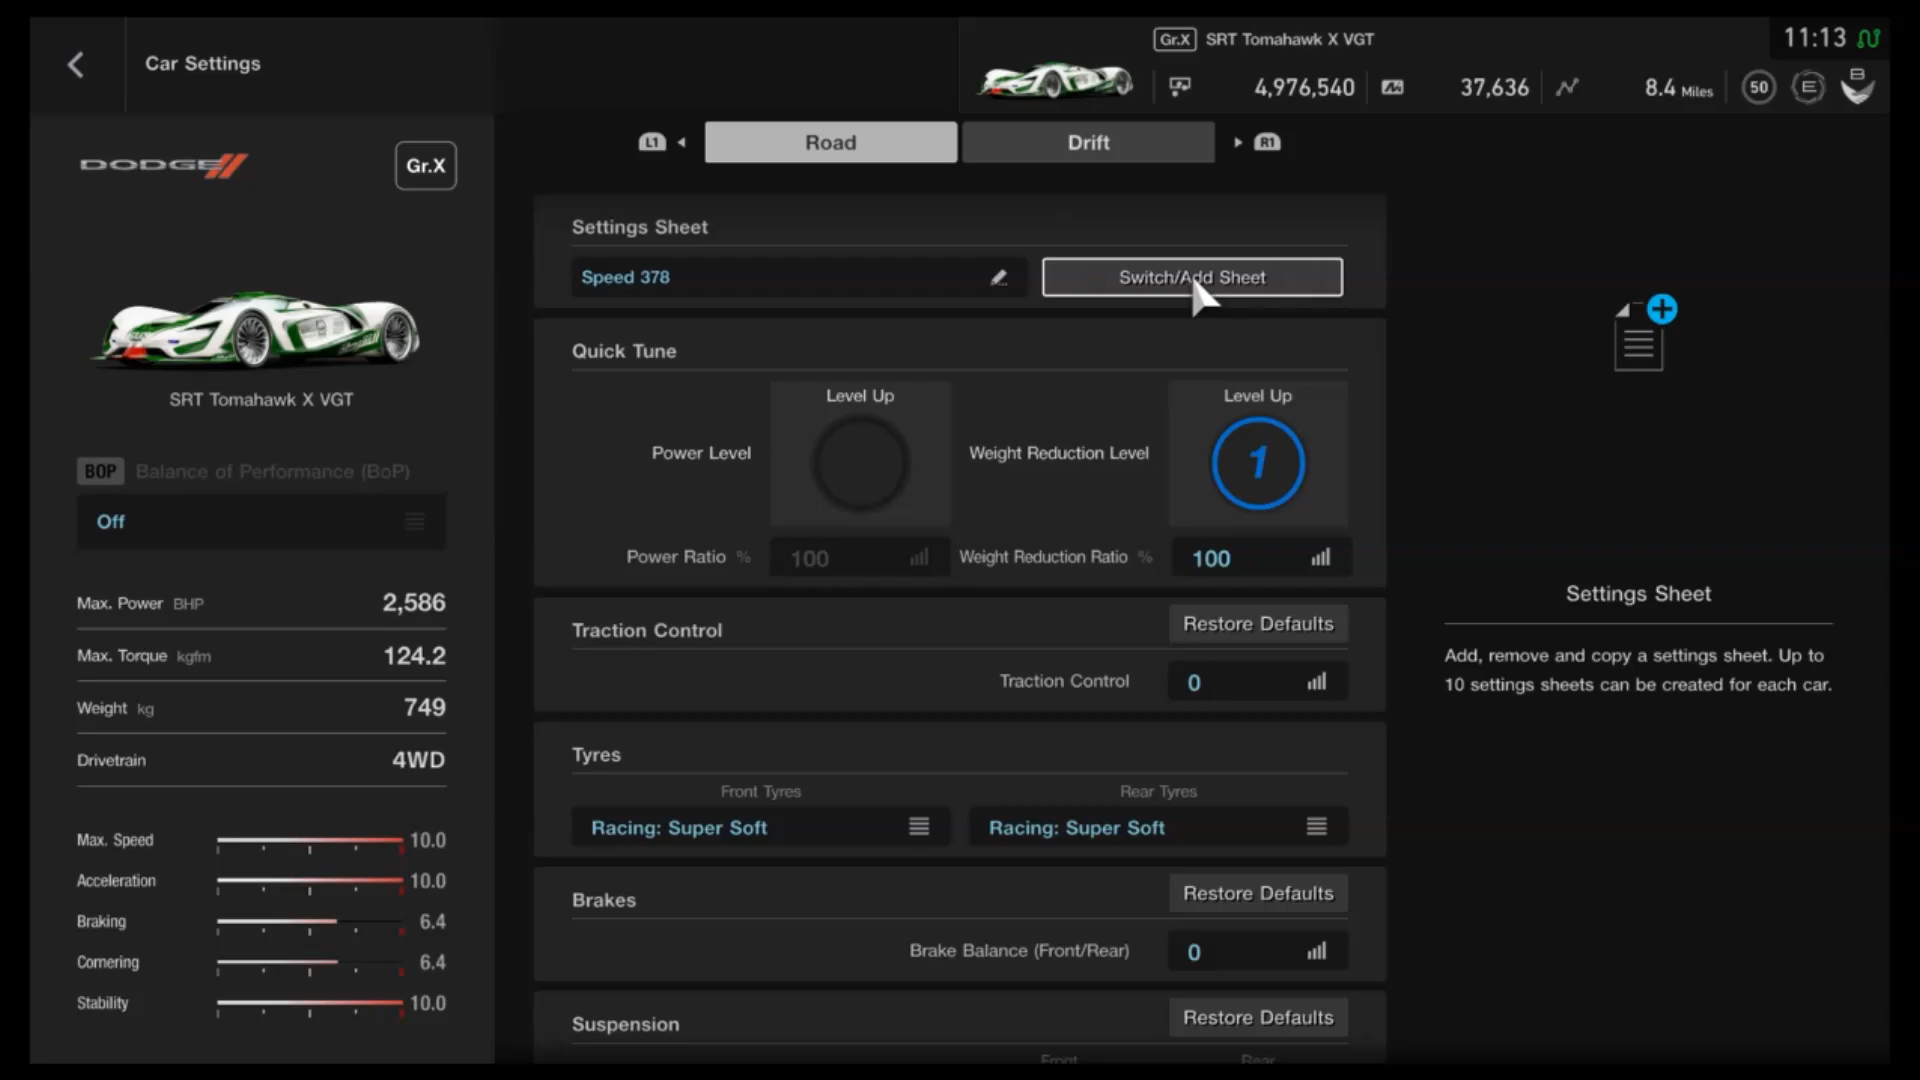 Car Settings
Gr.X SRT Tomahawk X VGT
11:13
4,976,540
37,636
8.4 Miles
50
E
B
L1
Road
Drift
R1
DODGE
Gr.X
SRT Tomahawk X VGT
BOP Balance of Performance (BoP)
Off
Max. Power BHP 2,586
Max. Torque kgfm 124.2
Weight kg 749
Drivetrain 4WD
Max. Speed 10.0
Acceleration 10.0
Braking 6.4
Cornering 6.4
Stability 10.0
Settings Sheet
Speed 378
Switch/Add Sheet
Quick Tune
Level Up
Level Up
Power Level
Weight Reduction Level
1
Power Ratio % 100
Weight Reduction Ratio % 100
Traction Control
Restore Defaults
Traction Control 0
Tyres
Front Tyres
Rear Tyres
Racing: Super Soft
Racing: Super Soft
Brakes
Restore Defaults
Brake Balance (Front/Rear) 0
Suspension
Restore Defaults
Front
Rear
Settings Sheet
Add, remove and copy a settings sheet. Up to
10 settings sheets can be created for each car.